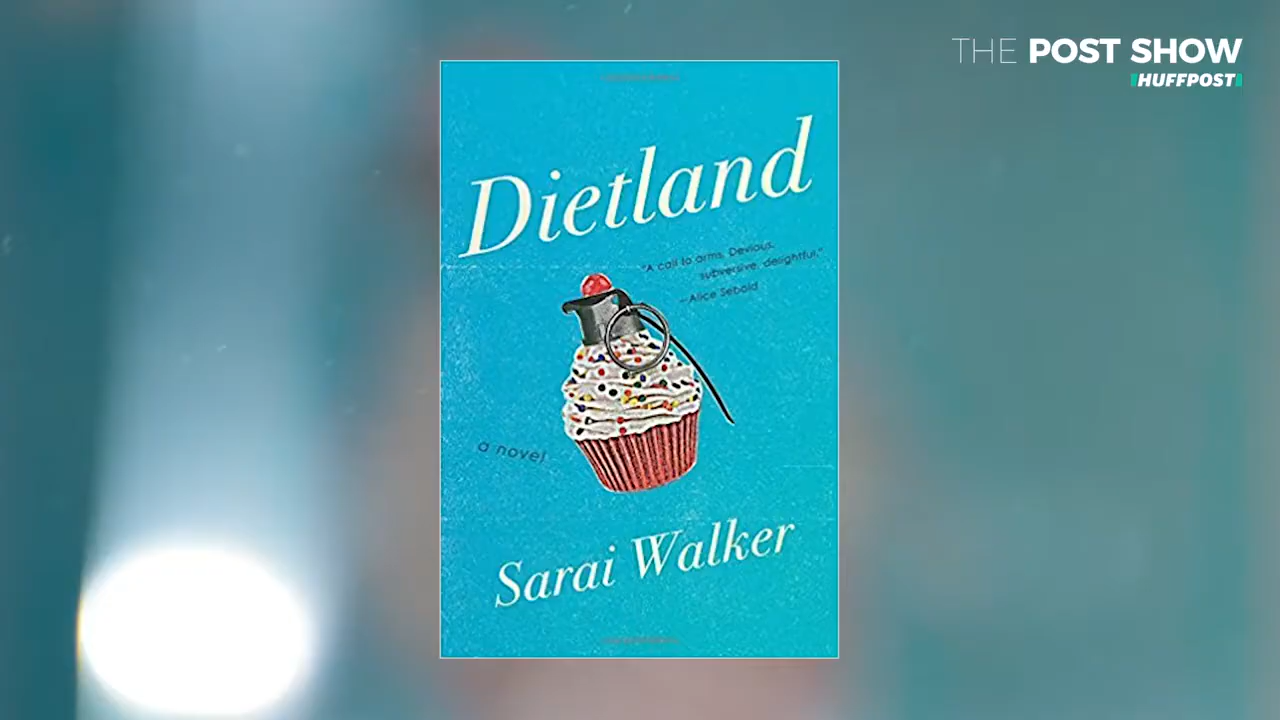 THE POST SHOW
HUFFPOST
Dietland
"A call to arms. Devious,
subversive, delightful."
—Alice Sebold
a novel
Sarai Walker